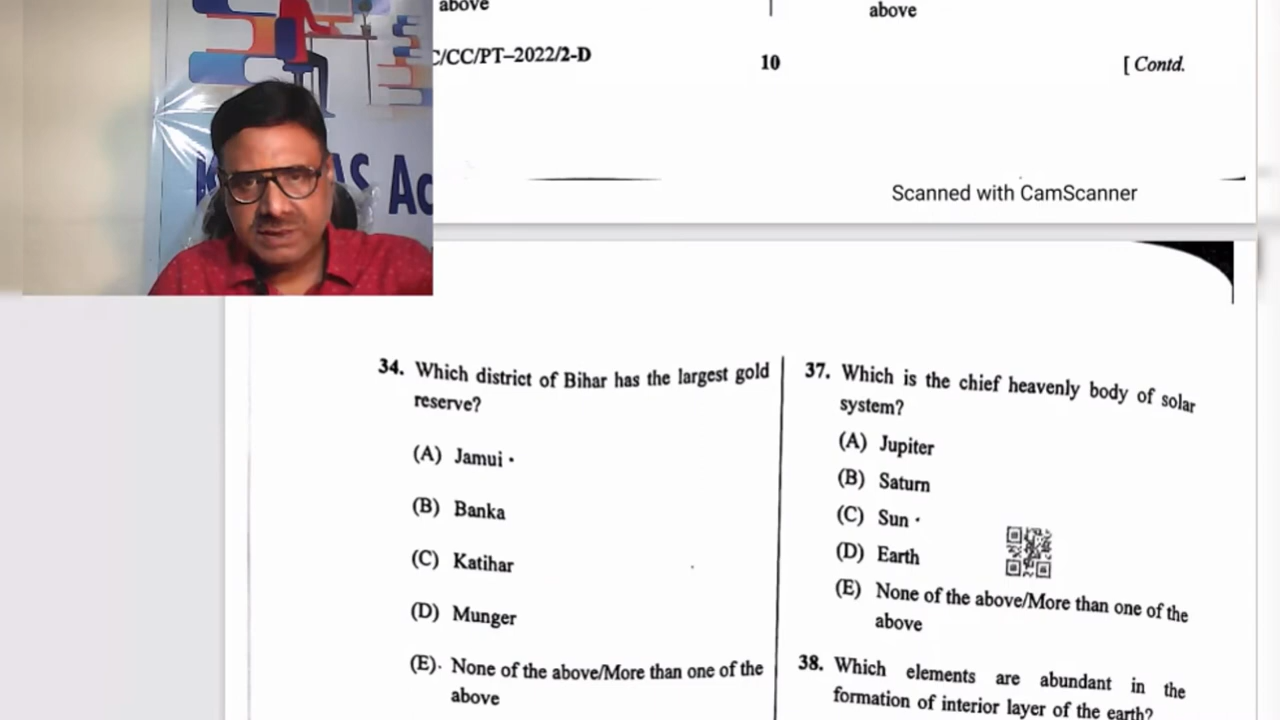 above
above
C/CC/PT–2022/2-D
10
[ Contd.
Ac
Scanned with CamScanner
34. Which district of Bihar has the largest gold
reserve?
(A) Jamui
(B) Banka
(C) Katihar
(D) Munger
(E) None of the above/More than one of the
above
37. Which is the chief heavenly body of solar
system?
(A) Jupiter
(B) Saturn
(C) Sun
(D) Earth
(E) None of the above/More than one of the
above
38. Which elements are abundant in the
formation of interior layer of the earth?